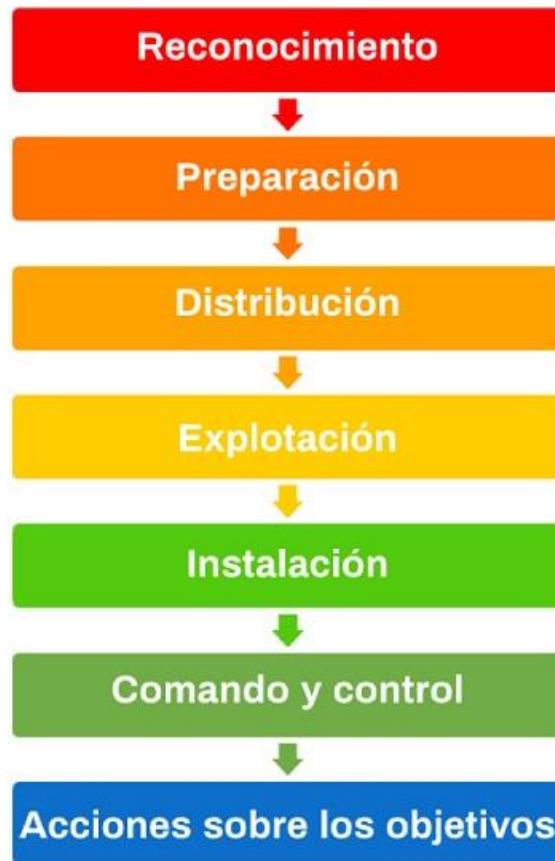 Reconocimiento
Preparación
Distribución
Explotación
Instalación
Comando y control
Acciones sobre los objetivos